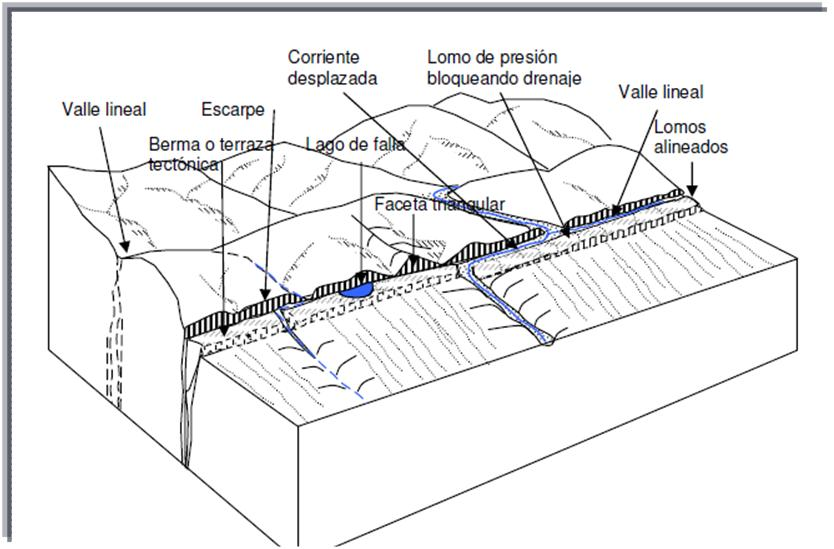 Corriente
desplazada
Lomo de presión
bloqueando drenaje
Valle lineal
Valle lineal
Escarpe
Lomos
alineados
Berma o terraza
tectónica
Lago de falla
Faceta triangular